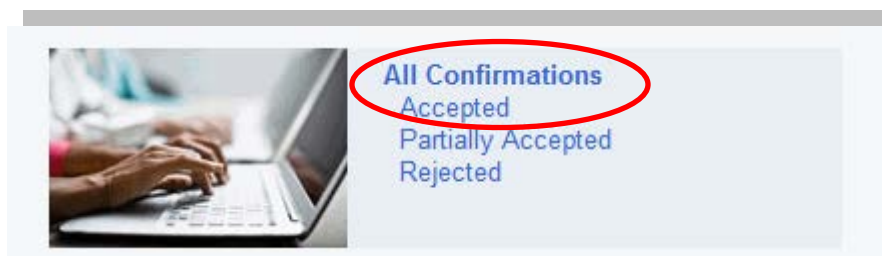 All Confirmations
Accepted
Partially Accepted
Rejected